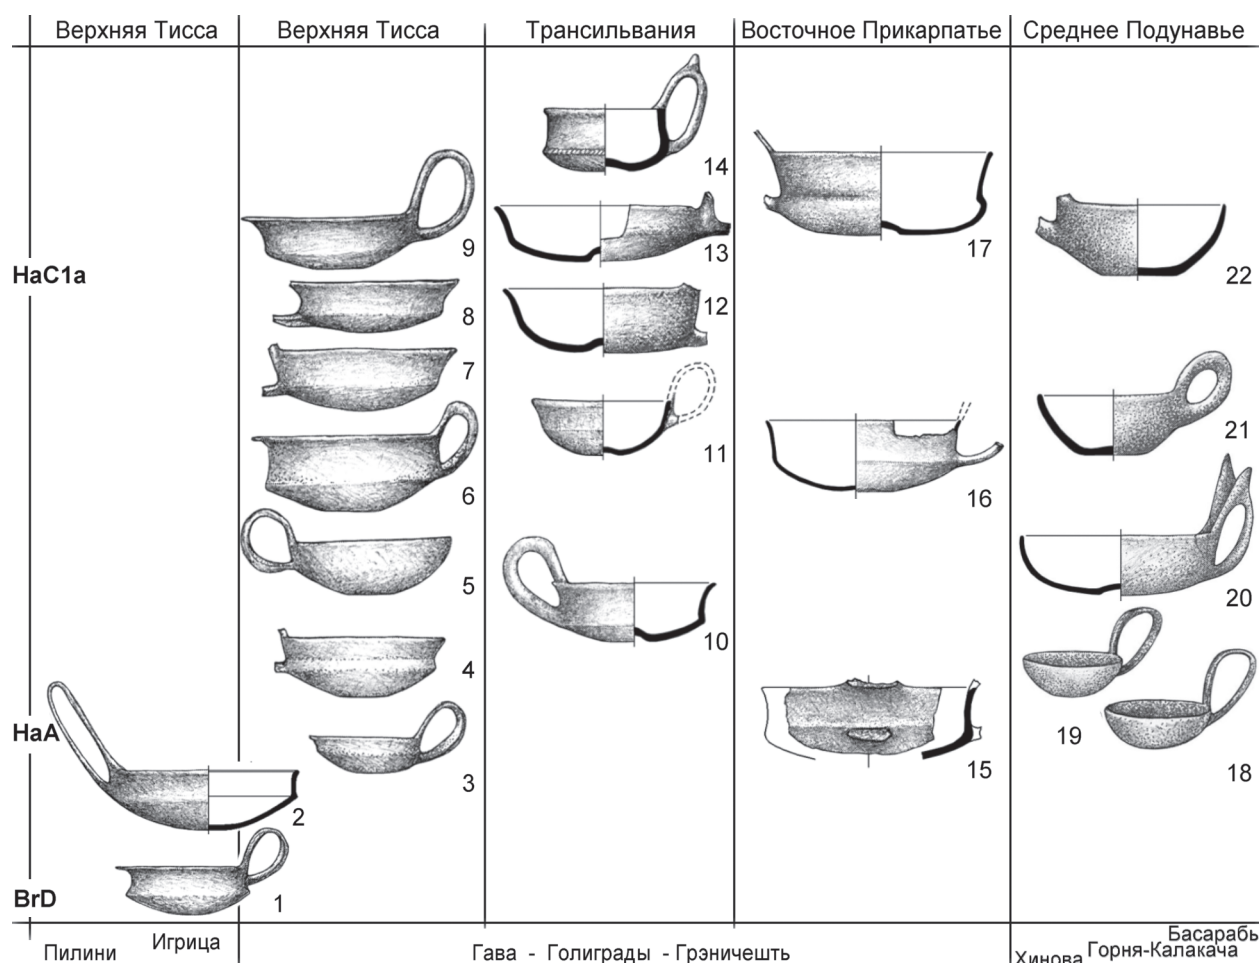 Верхняя Тисса Верхняя Тисса Трансильвания Восточное Прикарпатье Среднее Подунавье
14
9 13 17 22
HaC1a
8 12
7
11 21
6 16
5 20
10
4
HaA 19
3 15 18
2
BrD 1
Басарабь
Пилини Игрица Гава - Голиграды - Грэничешть Хинова Горня-Калакача